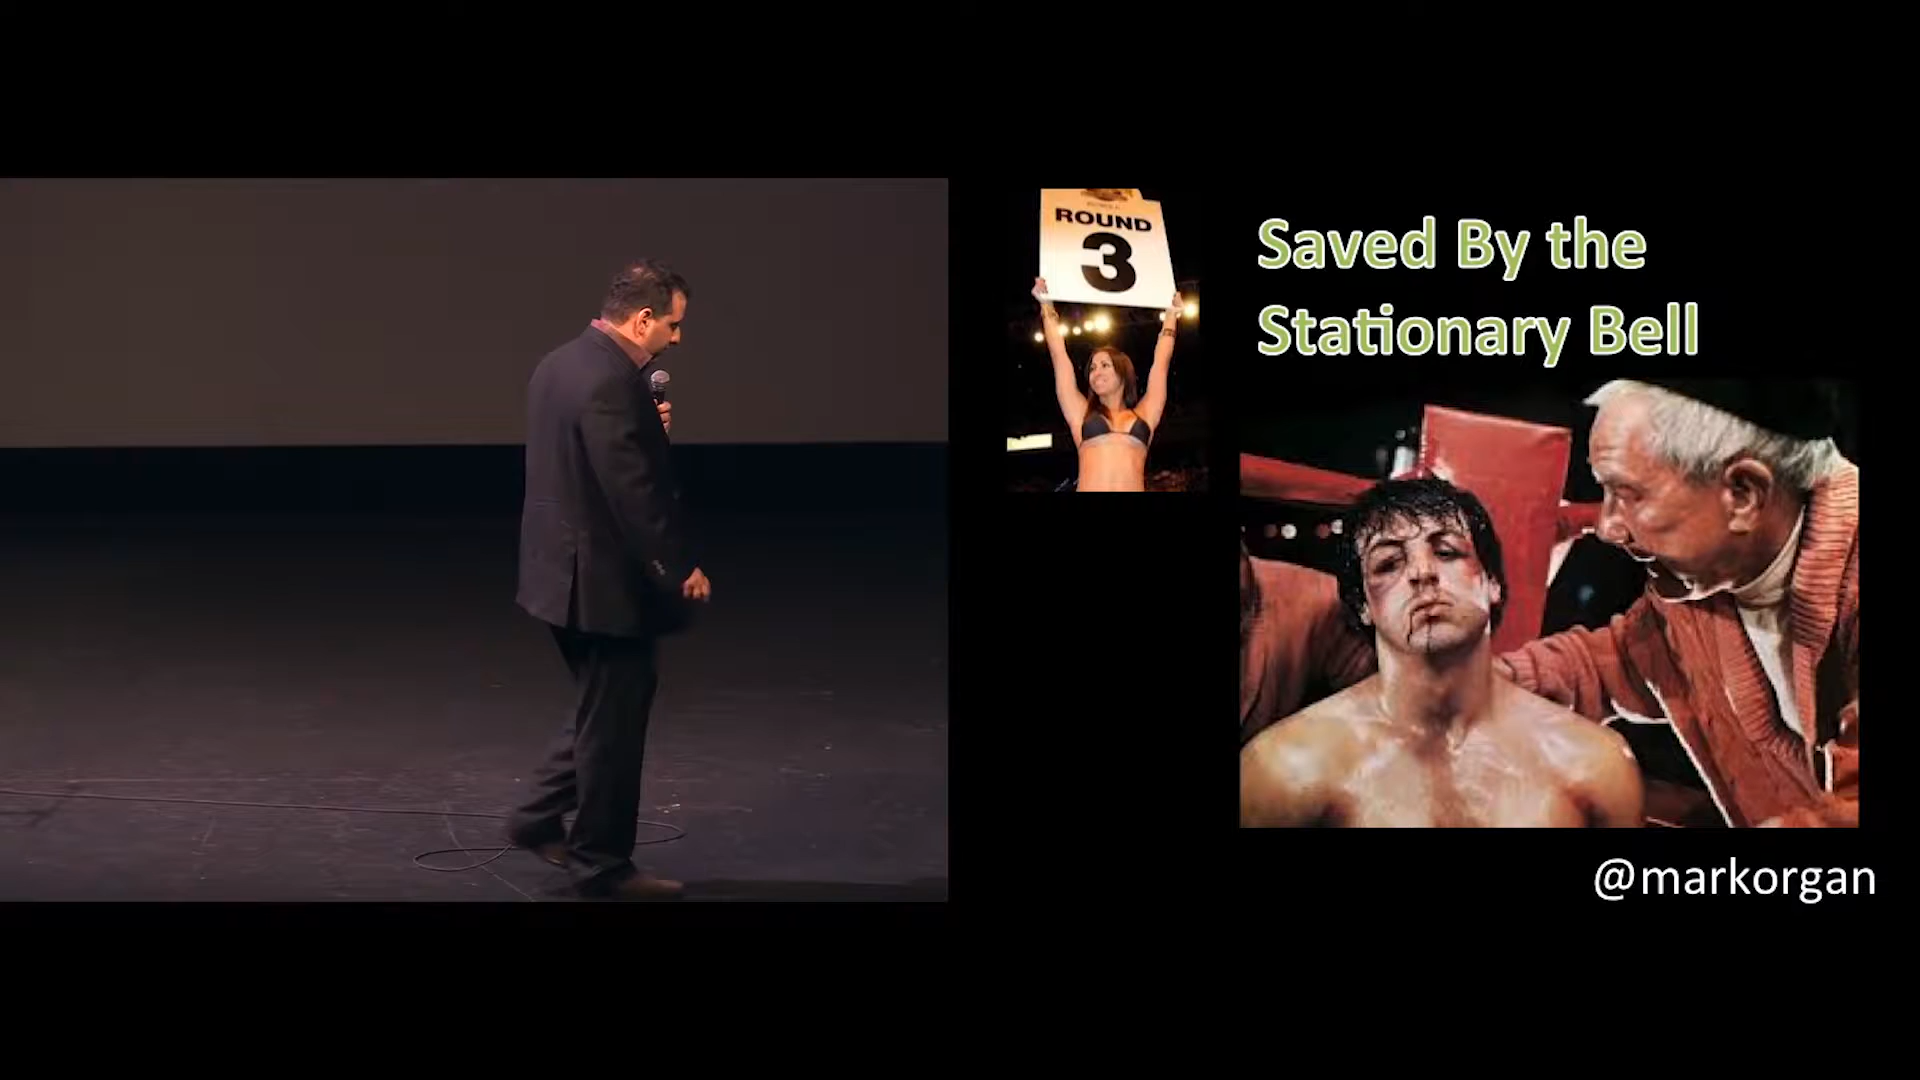 ROUND
3
Saved By the
Stationary Bell
@markorgan